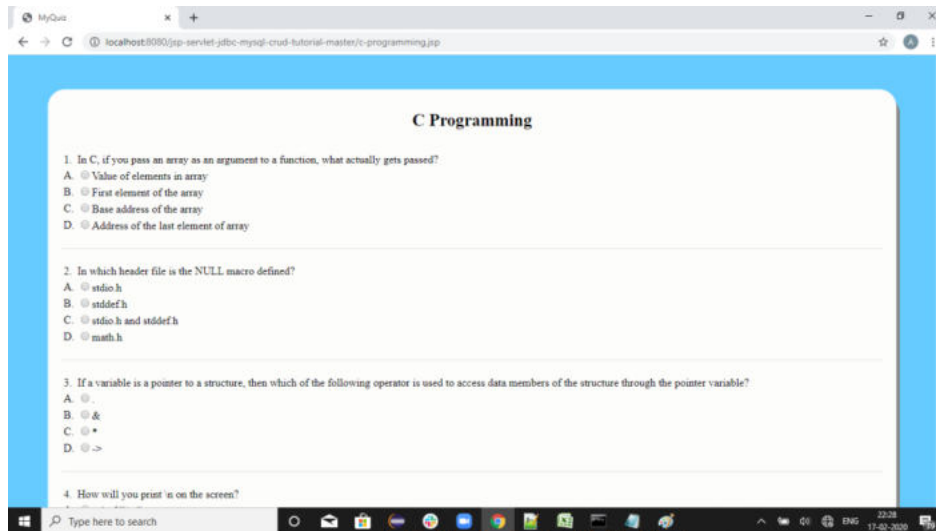 MyQuiz
localhost:8080/jsp-servlet-jdbc-mysql-crud-tutorial-master/c-programming.jsp
A
C Programming
1. In C, if you pass an array as an argument to a function, what actually gets passed?
A. Value of elements in array
B. First element of the array
C. Base address of the array
D. Address of the last element of array
2. In which header file is the NULL macro defined?
A. stdio.h
B. stddef.h
C. stdio.h and stddef.h
D. math.h
3. If a variable is a pointer to a structure, then which of the following operator is used to access data members of the structure through the pointer variable?
A. .
B. &
C. *
D. ->
4. How will you print \n on the screen?
Type here to search
ENG
22:28
17-02-2020